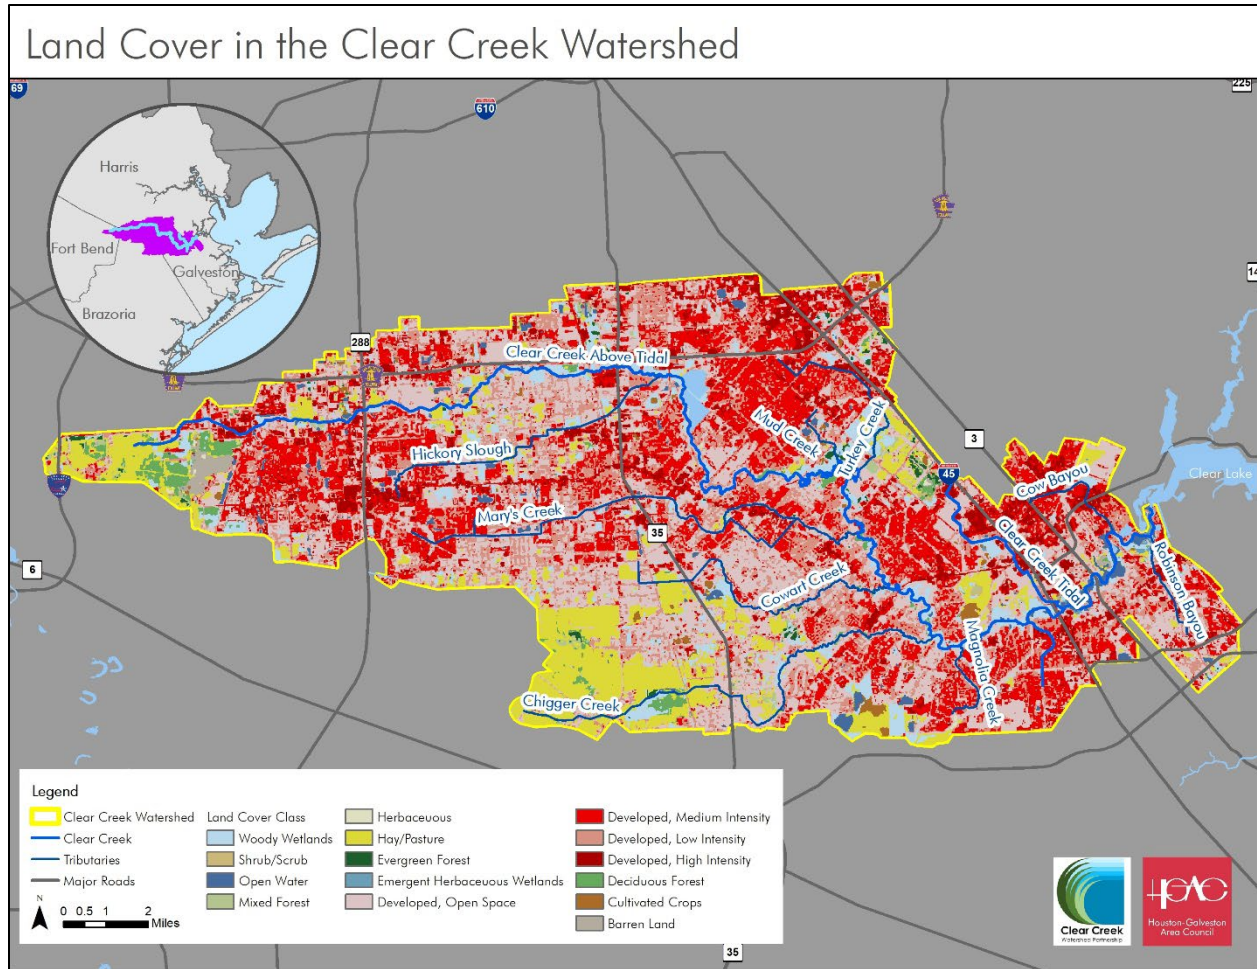 Land Cover in the Clear Creek Watershed
69
610
225
Harris
Fort Bend
Galveston
Brazoria
14
288
Clear Creek Above Tidal
Hickory Slough
Mud Creek
Turkey Creek
3
45
Cow Bayou
Clear Lake
Mary's Creek
35
Clear Creek Tidal
Robinson Bayou
6
Cowart Creek
Magnolia Creek
Chigger Creek
Legend
Clear Creek Watershed
Clear Creek
Tributaries
Major Roads
N
0 0.5 1 2
Miles
Land Cover Class
Woody Wetlands
Shrub/Scrub
Open Water
Mixed Forest
Herbaceuous
Hay/Pasture
Evergreen Forest
Emergent Herbaceuous Wetlands
Developed, Open Space
Developed, Medium Intensity
Developed, Low Intensity
Developed, High Intensity
Deciduous Forest
Cultivated Crops
Barren Land
Clear Creek
Watershed Partnership
HGAC
Houston-Galveston
Area Council
35